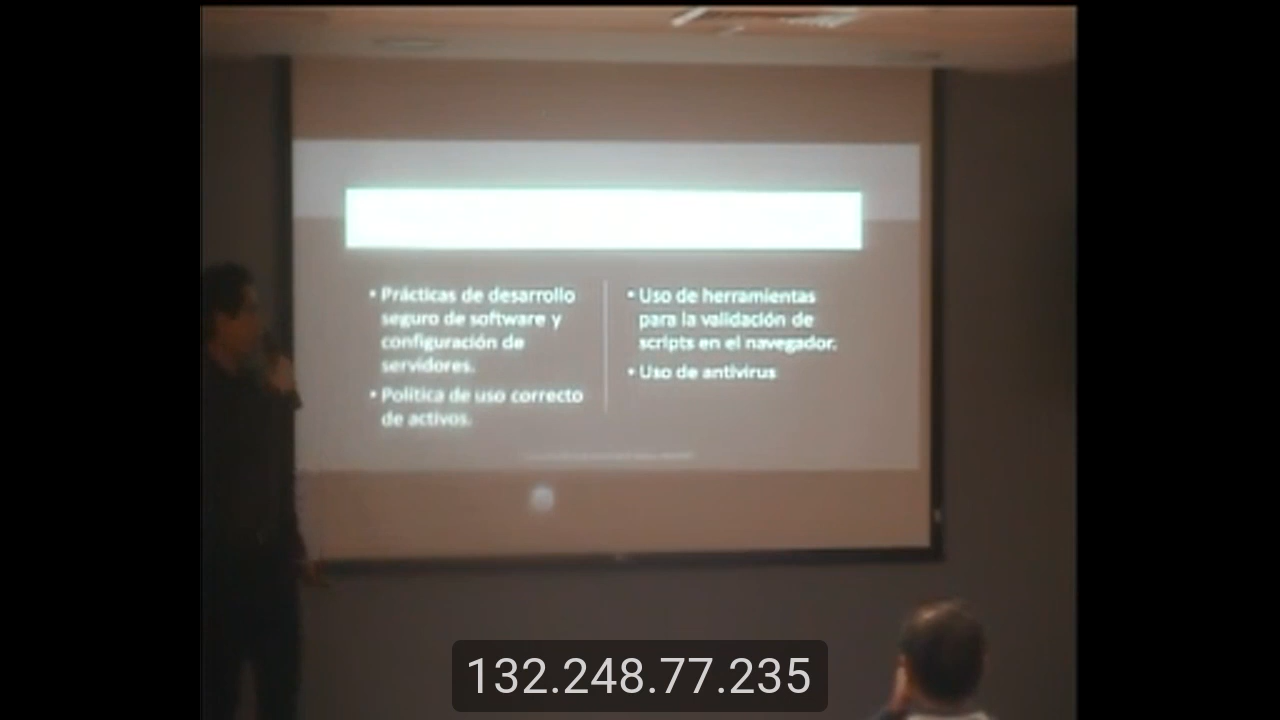 • Prácticas de desarrollo
seguro de software y
configuración de
servidores.
• Política de uso correcto
de activos.
• Uso de herramientas
para la validación de
scripts en el navegador.
• Uso de antivirus
132.248.77.235